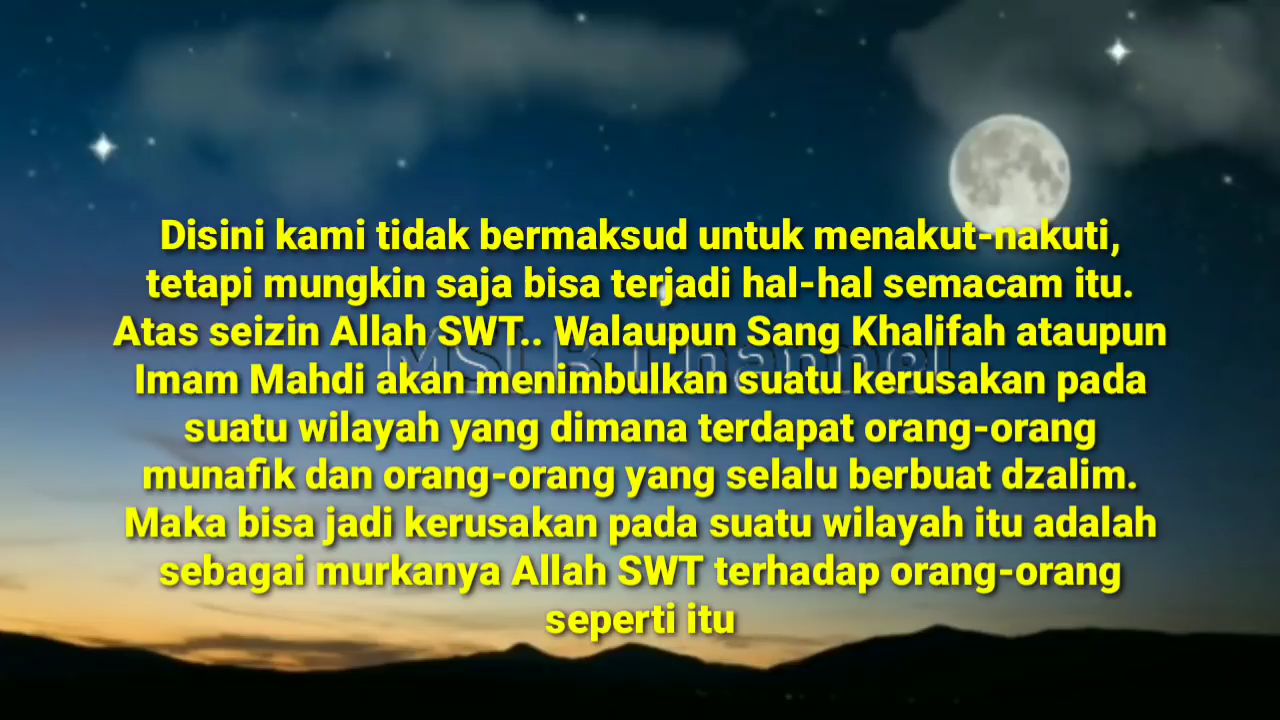 Disini kami tidak bermaksud untuk menakut-nakuti,
tetapi mungkin saja bisa terjadi hal-hal semacam itu.
Atas seizin Allah SWT.. Walaupun Sang Khalifah ataupun
Imam Mahdi akan menimbulkan suatu kerusakan pada
suatu wilayah yang dimana terdapat orang-orang
munafik dan orang-orang yang selalu berbuat dzalim.
Maka bisa jadi kerusakan pada suatu wilayah itu adalah
sebagai murkanya Allah SWT terhadap orang-orang
seperti itu